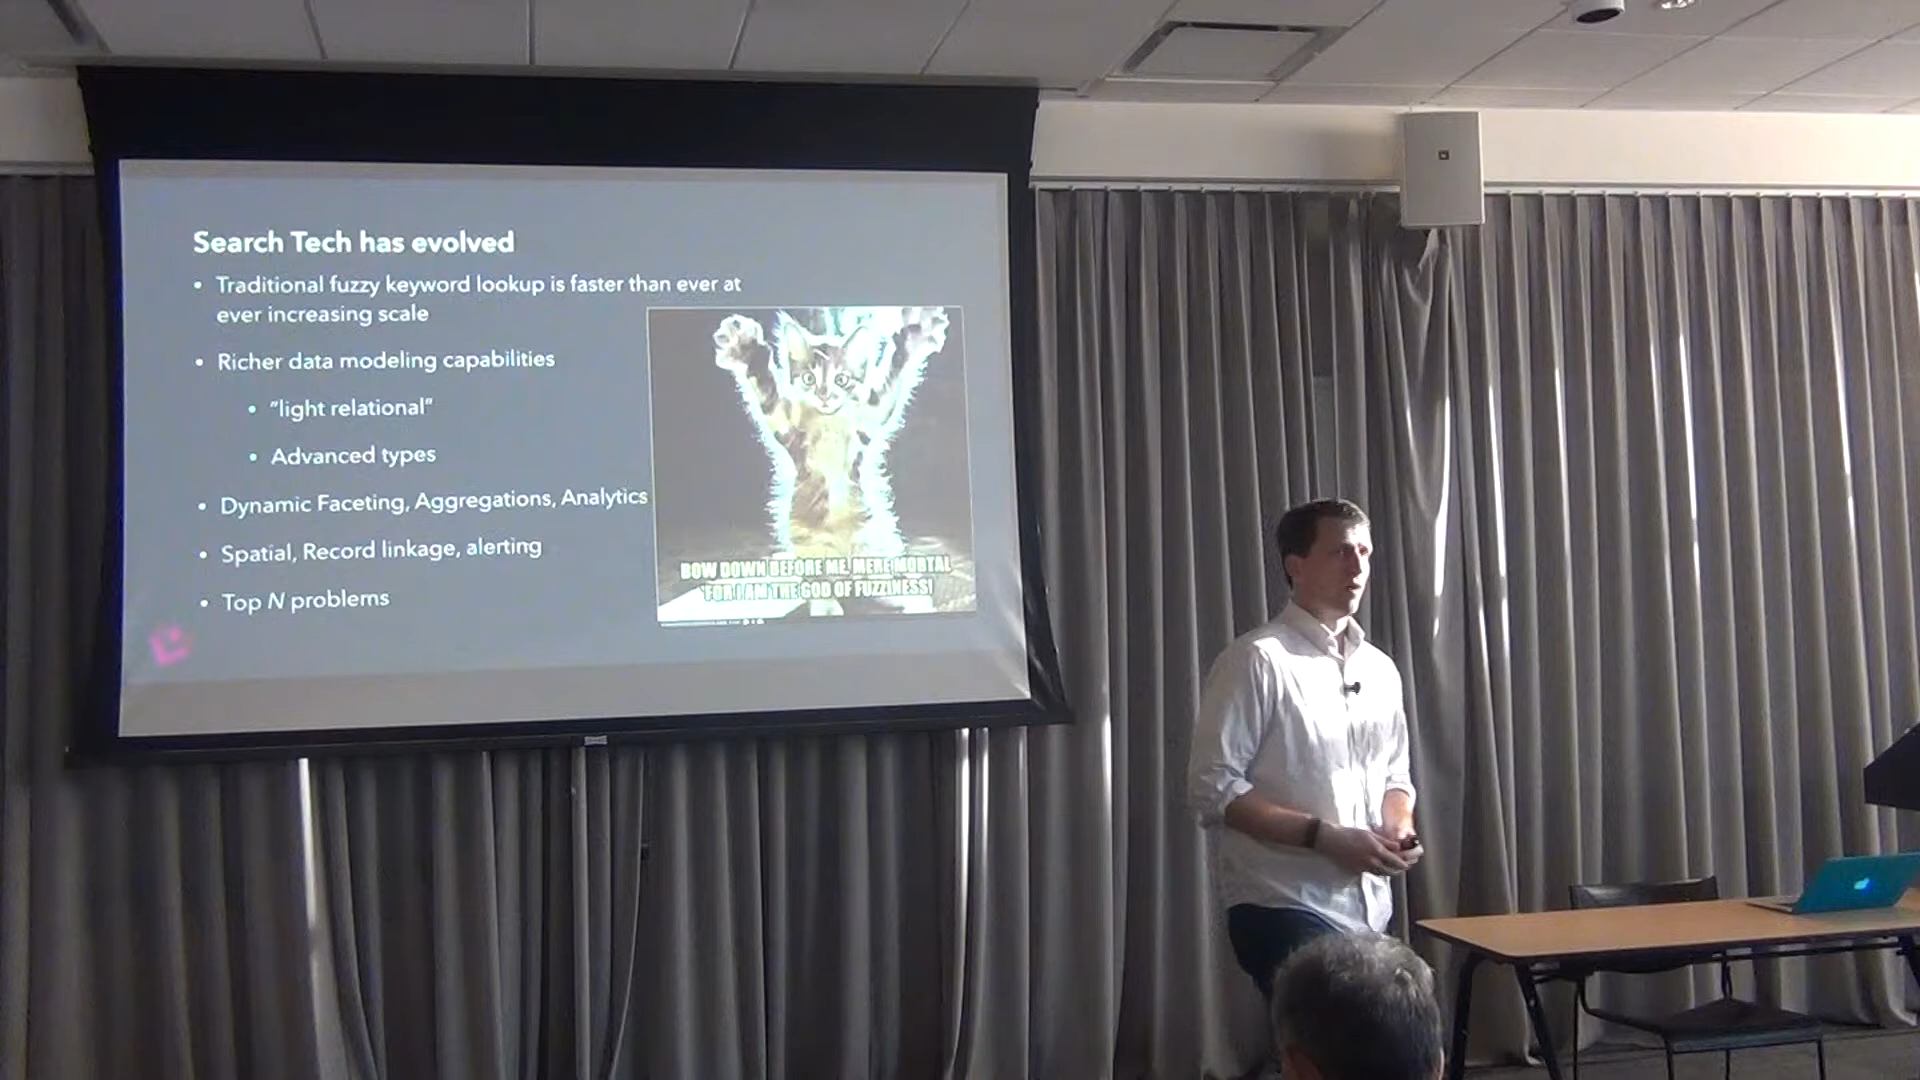 Search Tech has evolved
• Traditional fuzzy keyword lookup is faster than ever at
ever increasing scale
• Richer data modeling capabilities
• "light relational"
• Advanced types
• Dynamic Faceting, Aggregations, Analytics
• Spatial, Record linkage, alerting
• Top N problems
BOW DOWN BEFORE ME, MERE MORTAL
FOR I AM THE GOD OF FUZZINESS!